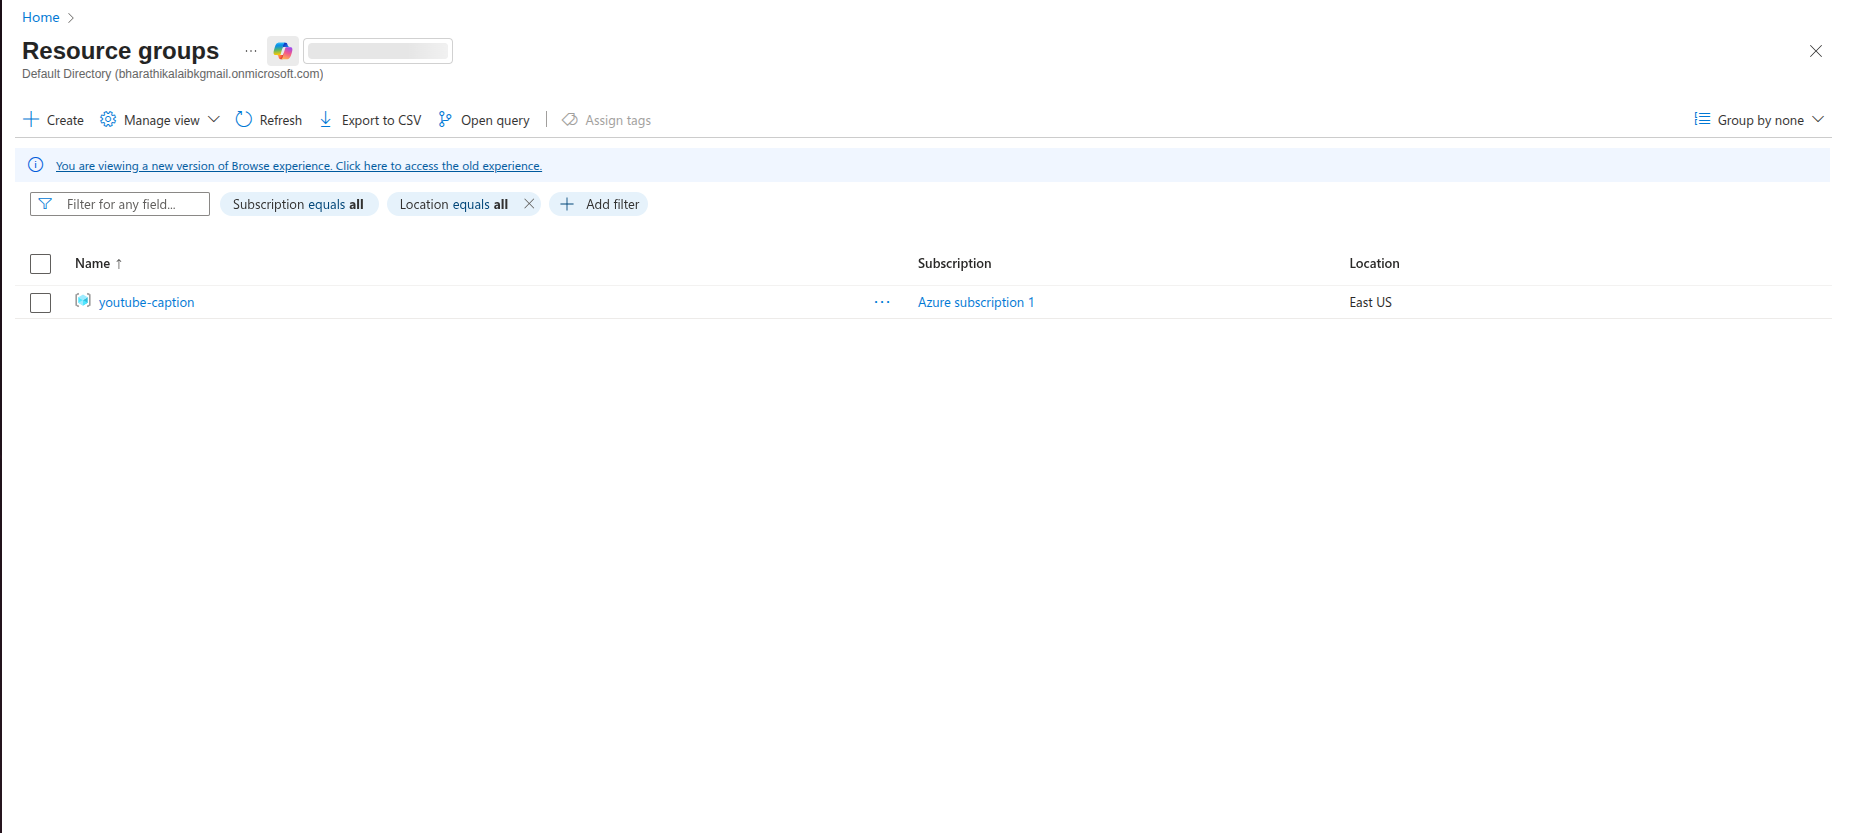 Home
Resource groups
Default Directory (bharathikalaibkgmail.onmicrosoft.com)
Create Manage view Refresh Export to CSV Open query Assign tags Group by none
You are viewing a new version of Browse experience. Click here to access the old experience.
Filter for any field... Subscription equals all Location equals all Add filter
Name ↑ Subscription Location
youtube-caption ... Azure subscription 1 East US